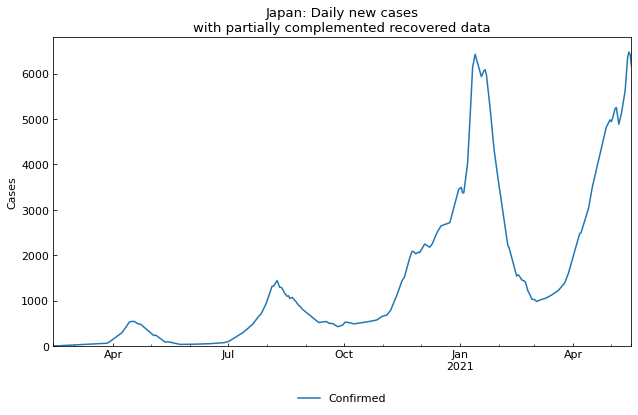 Japan: Daily new cases
with partially complemented recovered data
Cases
6000
5000
4000
3000
2000
1000
0
Apr
Jul
Oct
Jan
2021
Apr
Confirmed